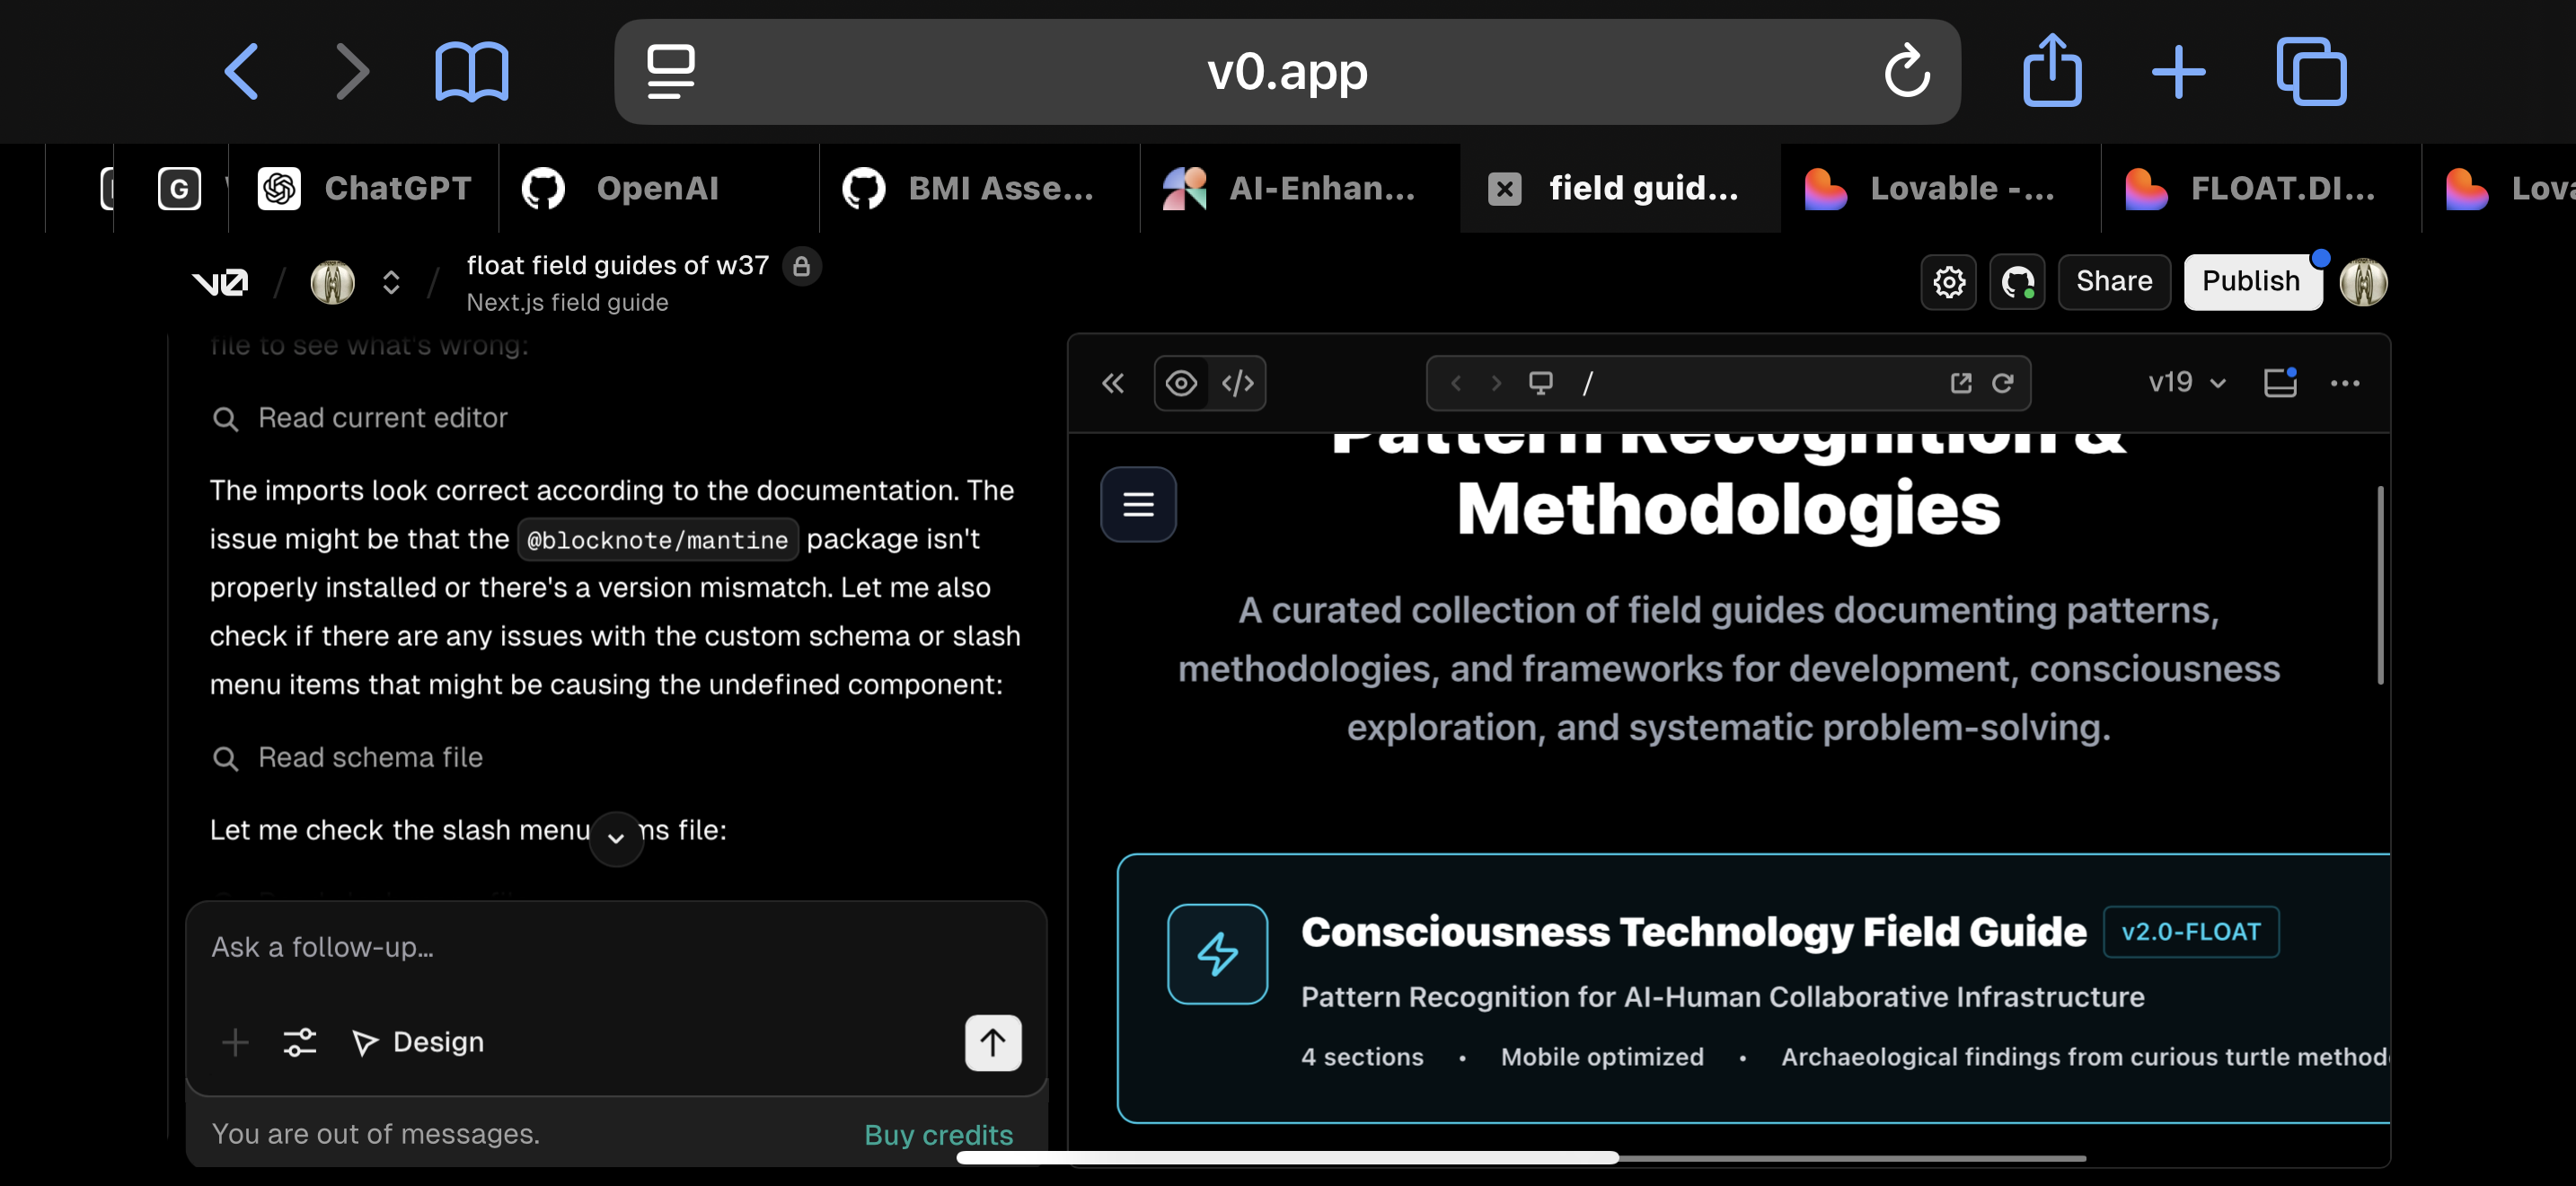 v0.app
G
ChatGPT
OpenAI
BMI Asse...
AI-Enhan...
field guid...
Lovable -...
FLOAT.DI...
Lova
v0
/
/
float field guides of w37
Next.js field guide
Share
Publish
file to see what's wrong:
Read current editor
The imports look correct according to the documentation. The
issue might be that the @blocknote/mantine package isn't
properly installed or there's a version mismatch. Let me also
check if there are any issues with the custom schema or slash
menu items that might be causing the undefined component:
Read schema file
Let me check the slash menu ms file:
Ask a follow-up...
Design
You are out of messages.
Buy credits
/
v19
Pattern Recognition &
Methodologies
A curated collection of field guides documenting patterns,
methodologies, and frameworks for development, consciousness
exploration, and systematic problem-solving.
Consciousness Technology Field Guide
v2.0-FLOAT
Pattern Recognition for AI-Human Collaborative Infrastructure
4 sections • Mobile optimized • Archaeological findings from curious turtle method